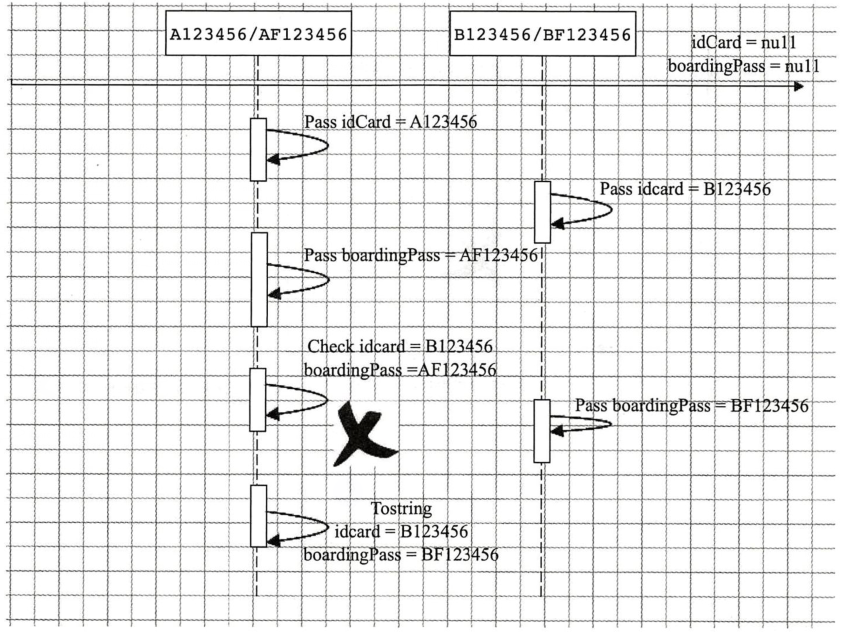 A123456/AF123456
B123456/BF123456
idCard = nu11
boardingPass = nu11
Pass idCard = A123456
Pass idcard = B123456
Pass boardingPass = AF123456
Check idcard = B123456
boardingPass =AF123456
Pass boardingPass = BF123456
Tostring
idcard = B123456
boardingPass = BF123456